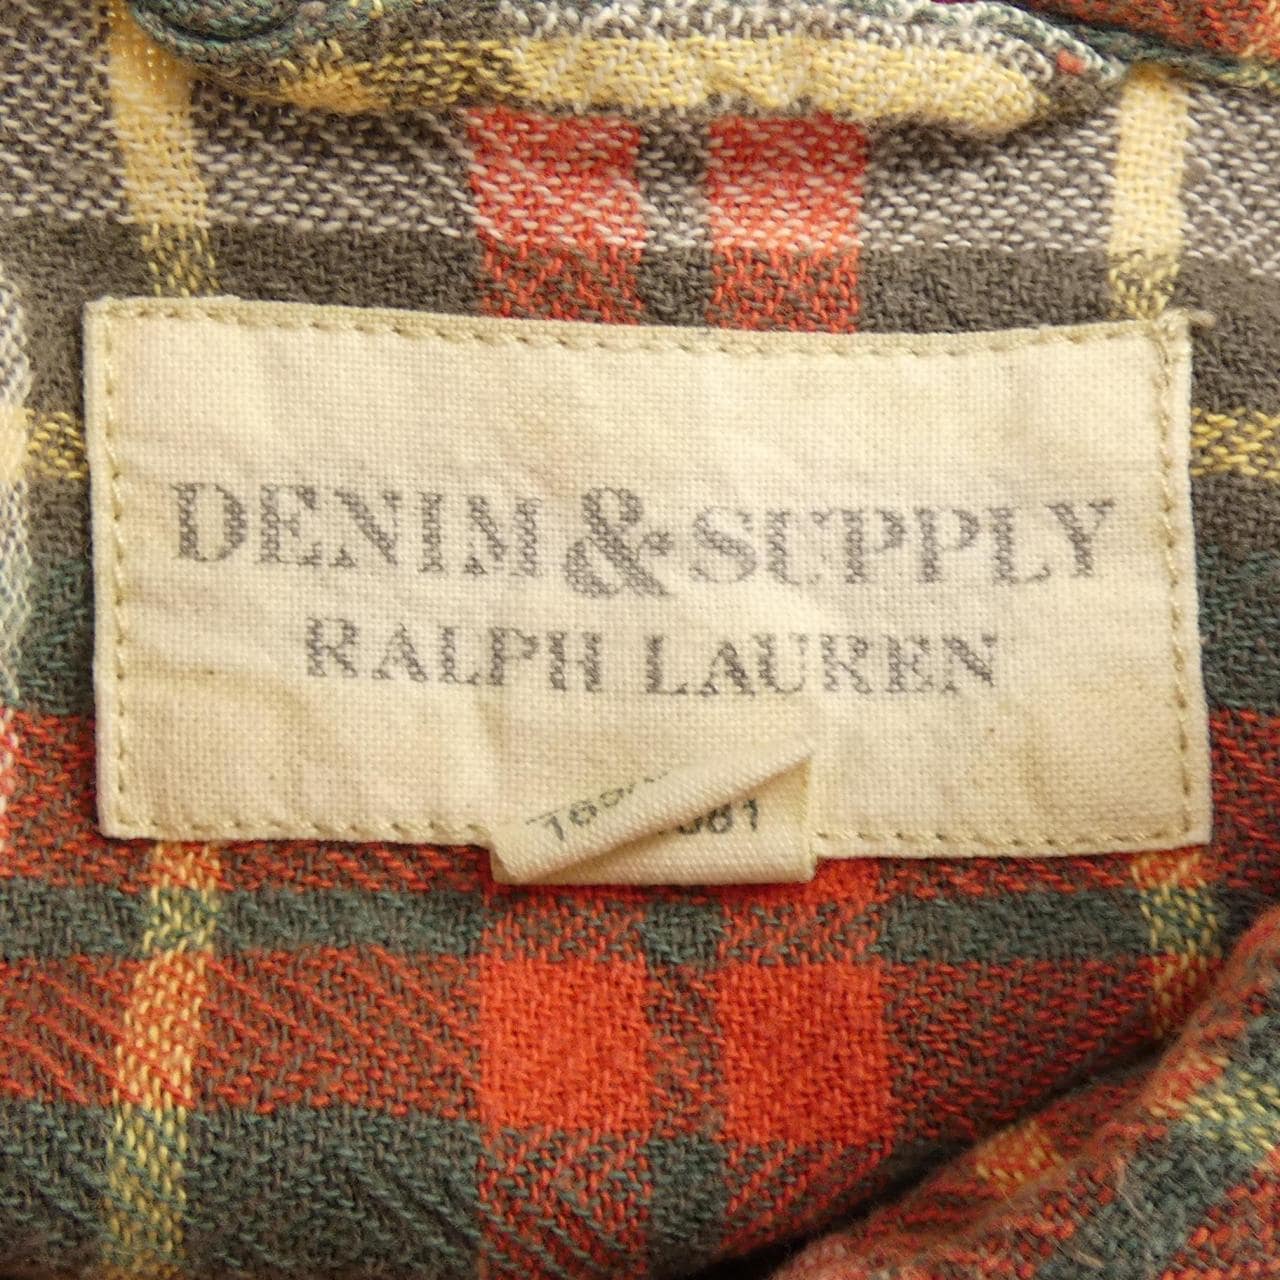 DENIM & SUPPLY
RALPH LAUREN